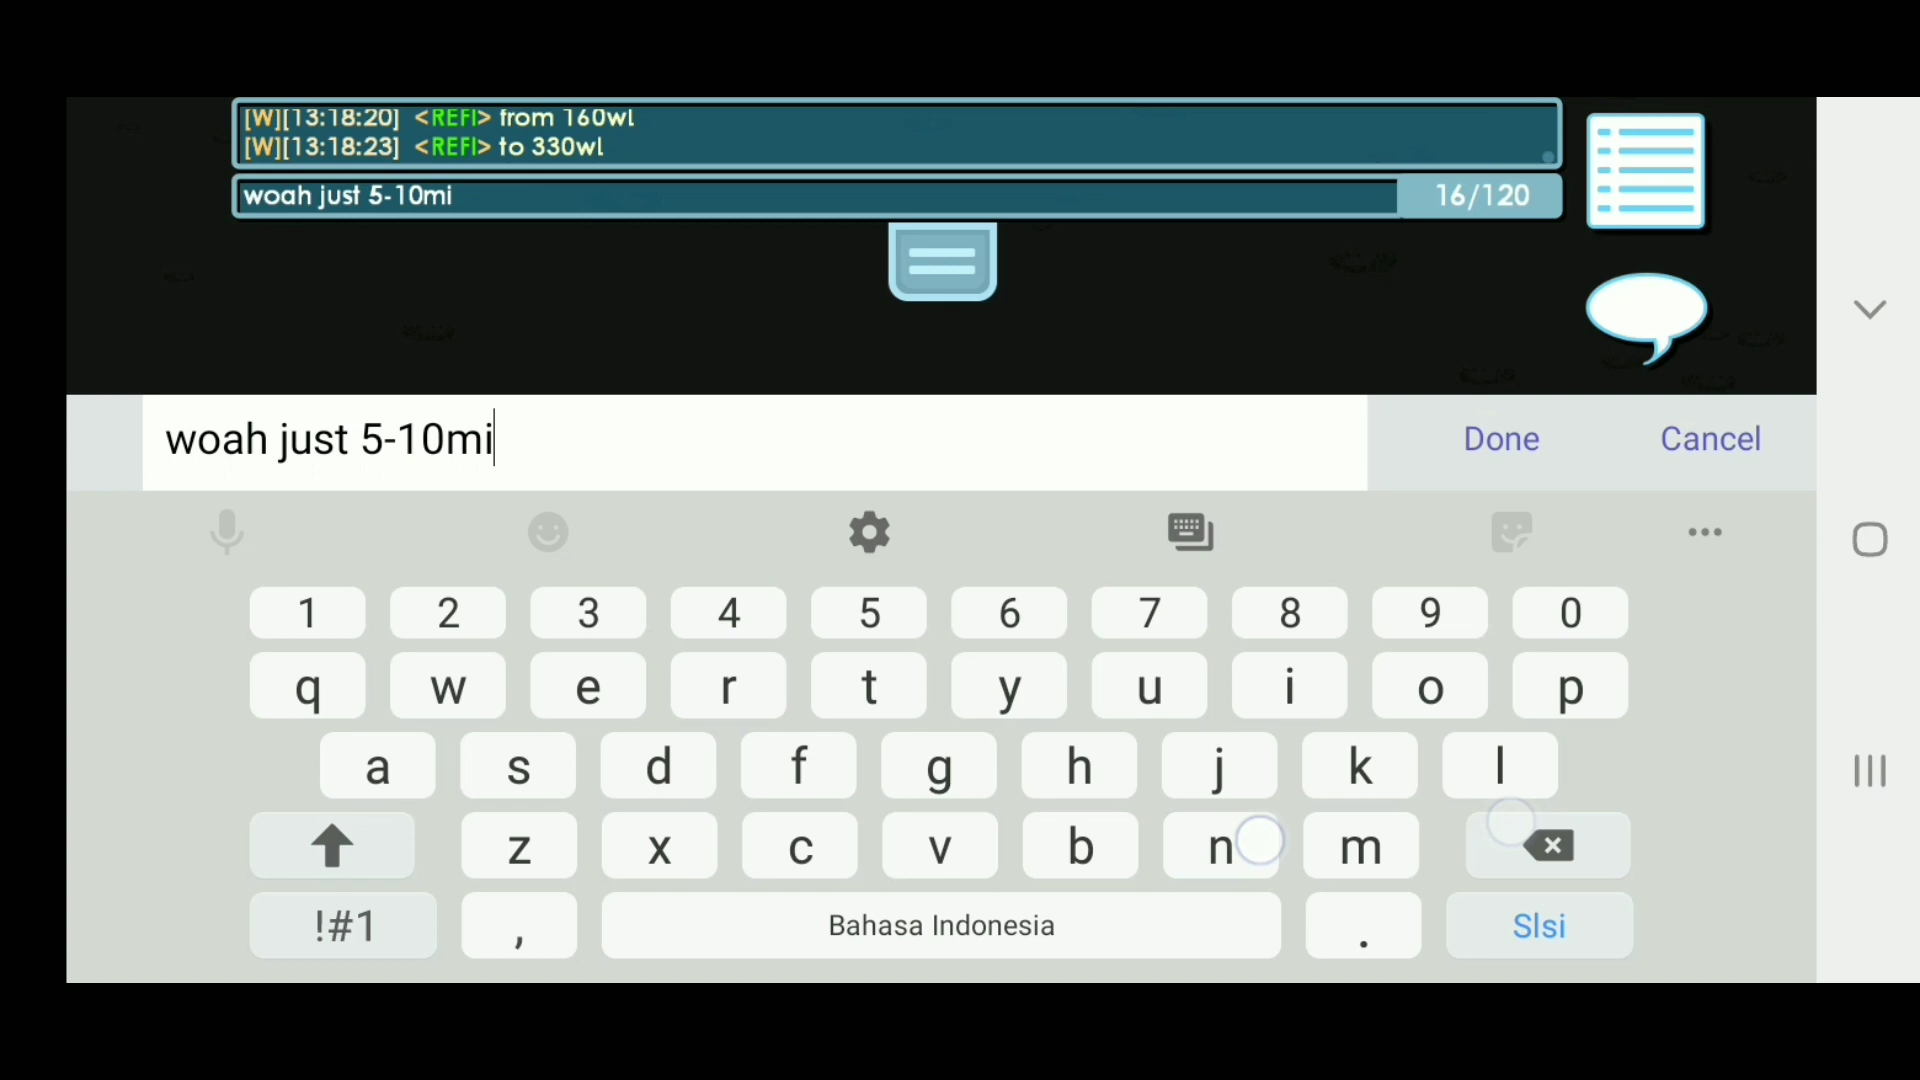 [W][13:18:20] <REFI> from 160wl
[W][13:18:23] <REFI> to 330wl
woah just 5-10mi 16/120
woah just 5-10mi Done Cancel
1 2 3 4 5 6 7 8 9 0
q w e r t y u i o p
a s d f g h j k l
z x c v b n m
!#1 , Bahasa Indonesia . Slsi